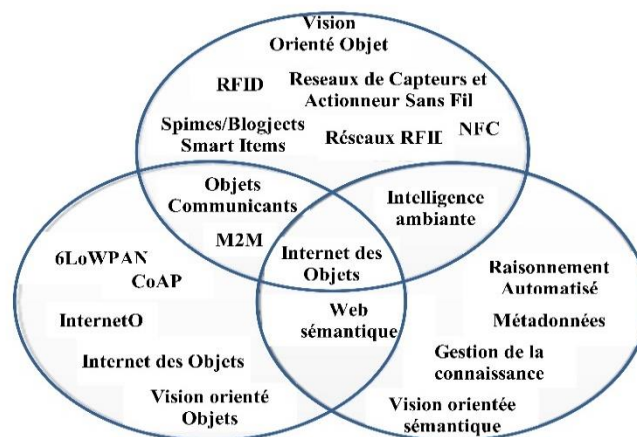 Vision
Orienté Objet
RFID
Reseaux de Capteurs et
Actionneur Sans Fil
Spimes/Blogjects
Smart Items
Réseaux RFID
NFC
Objets
Communicants
M2M
Intelligence
ambiante
Internet des
Objets
6LoWPAN
CoAP
InternetO
Internet des Objets
Vision orienté
Objets
Web
sémantique
Raisonnement
Automatisé
Métadonnées
Gestion de la
connaissance
Vision orientée
sémantique